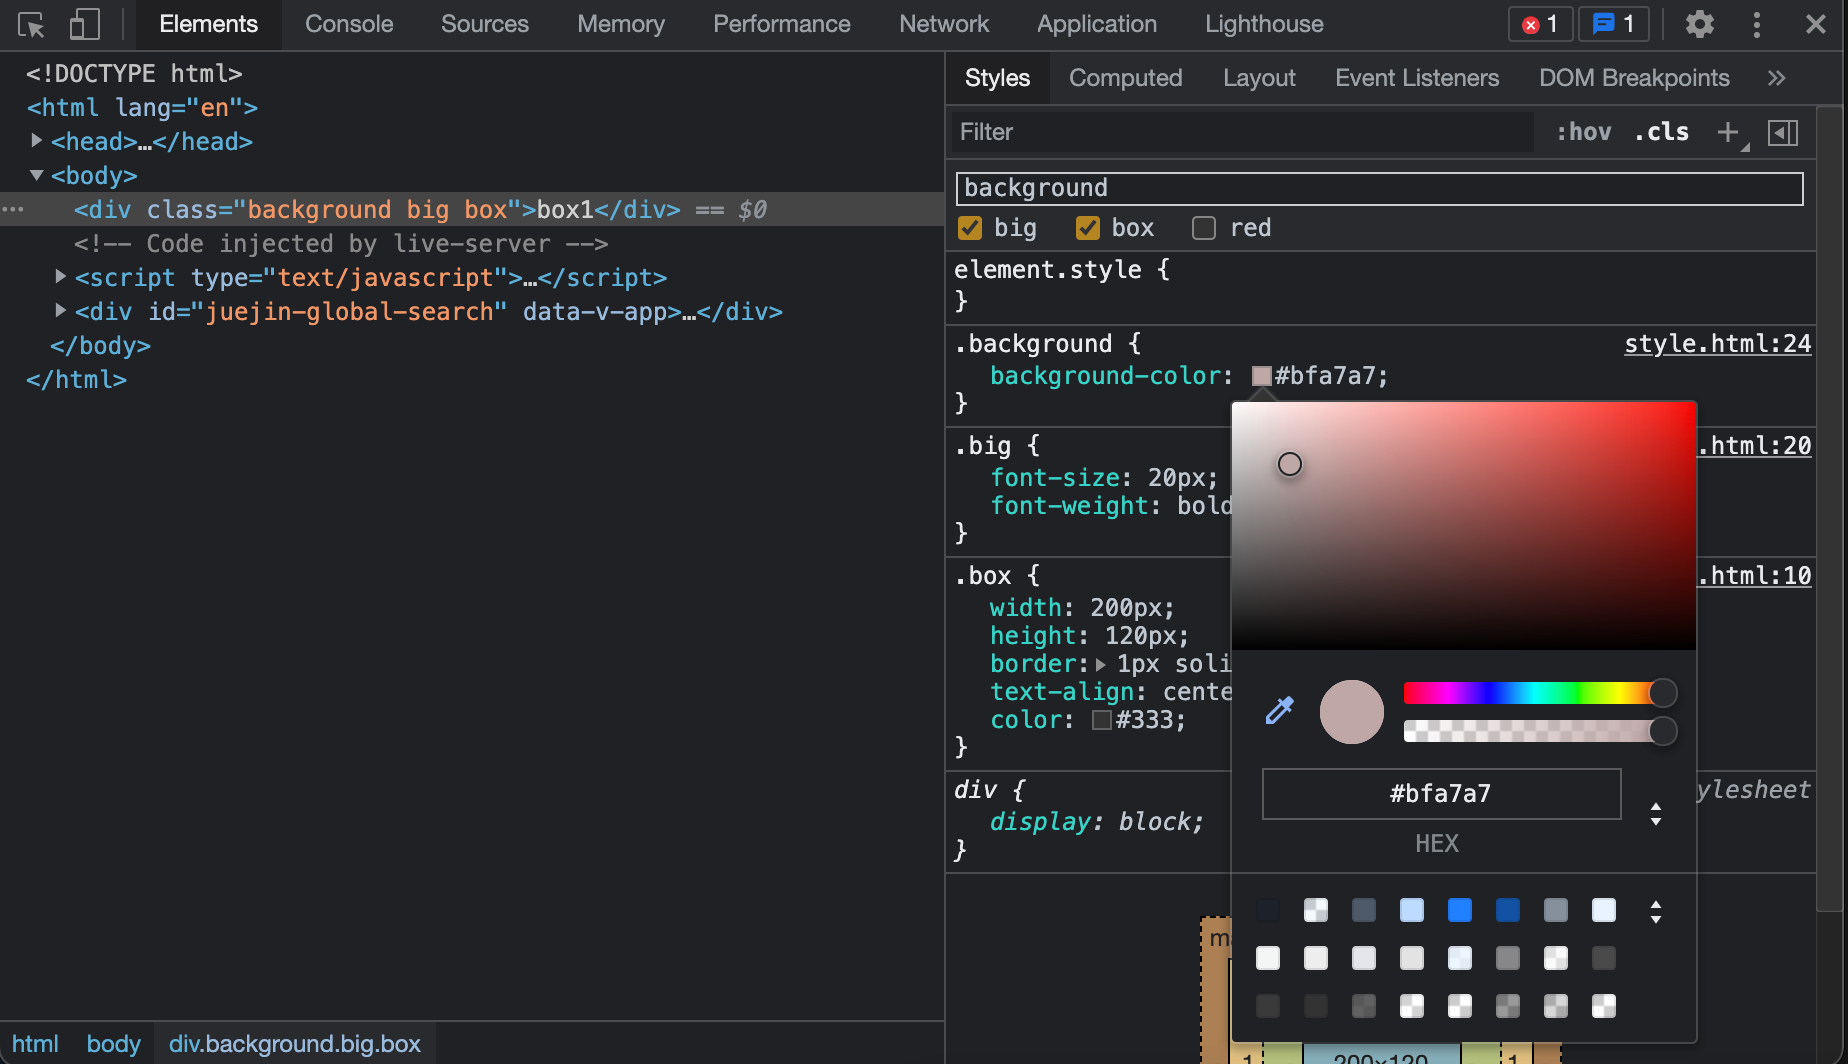 Elements Console Sources Memory Performance Network Application Lighthouse 1 1
<!DOCTYPE html>
<html lang="en">
<head>…</head>
<body>
<div class="background big box">box1</div> == $0
<!-- Code injected by live-server -->
<script type="text/javascript">…</script>
<div id="juejin-global-search" data-v-app>…</div>
</body>
</html>
html body div.background.big.box
Styles Computed Layout Event Listeners DOM Breakpoints
Filter :hov .cls
background
big box red
element.style {
}
.background { style.html:24
background-color: #bfa7a7;
}
.big { .html:20
font-size: 20px;
font-weight: bold
}
.box { .html:10
width: 200px;
height: 120px;
border: 1px soli
text-align: cente
color: #333;
}
div { ylesheet
display: block;
}
#bfa7a7
HEX
1 200×120 1